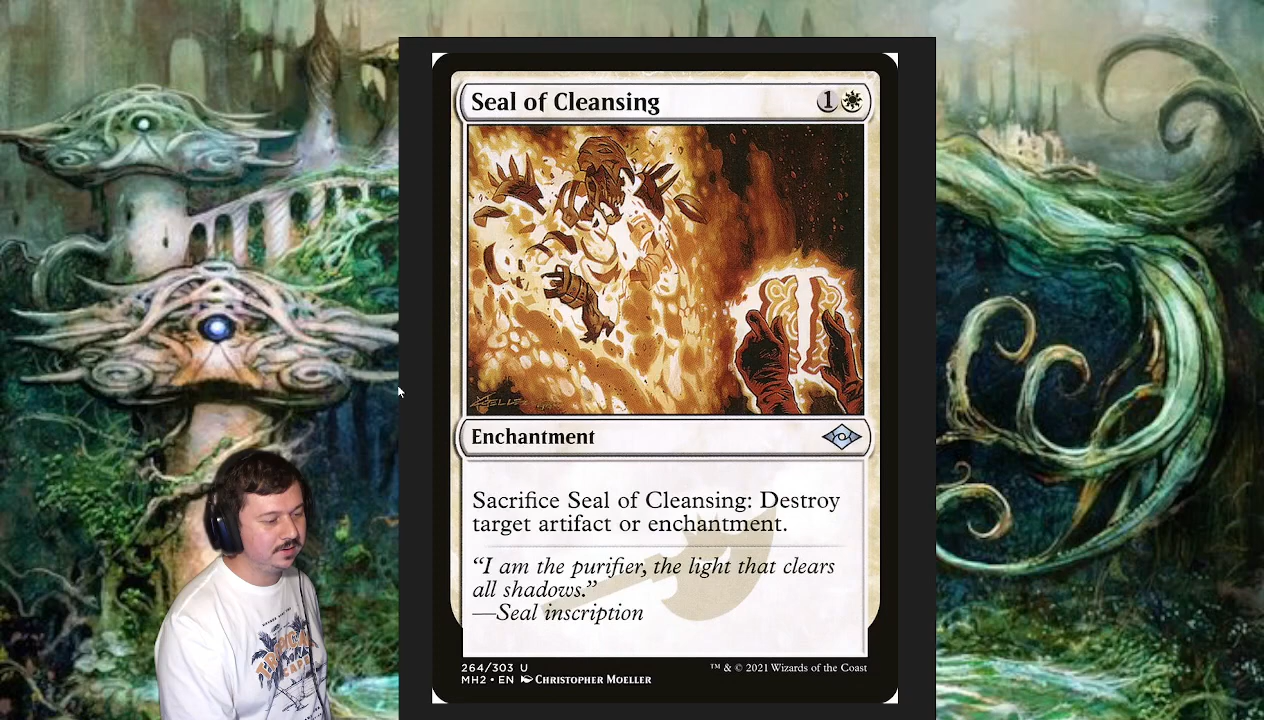 Seal of Cleansing 1
Enchantment
Sacrifice Seal of Cleansing: Destroy
target artifact or enchantment.
“I am the purifier, the light that clears
all shadows.”
—Seal inscription
264/303 U
MH2 • EN Christopher Moeller
™ & © 2021 Wizards of the Coast